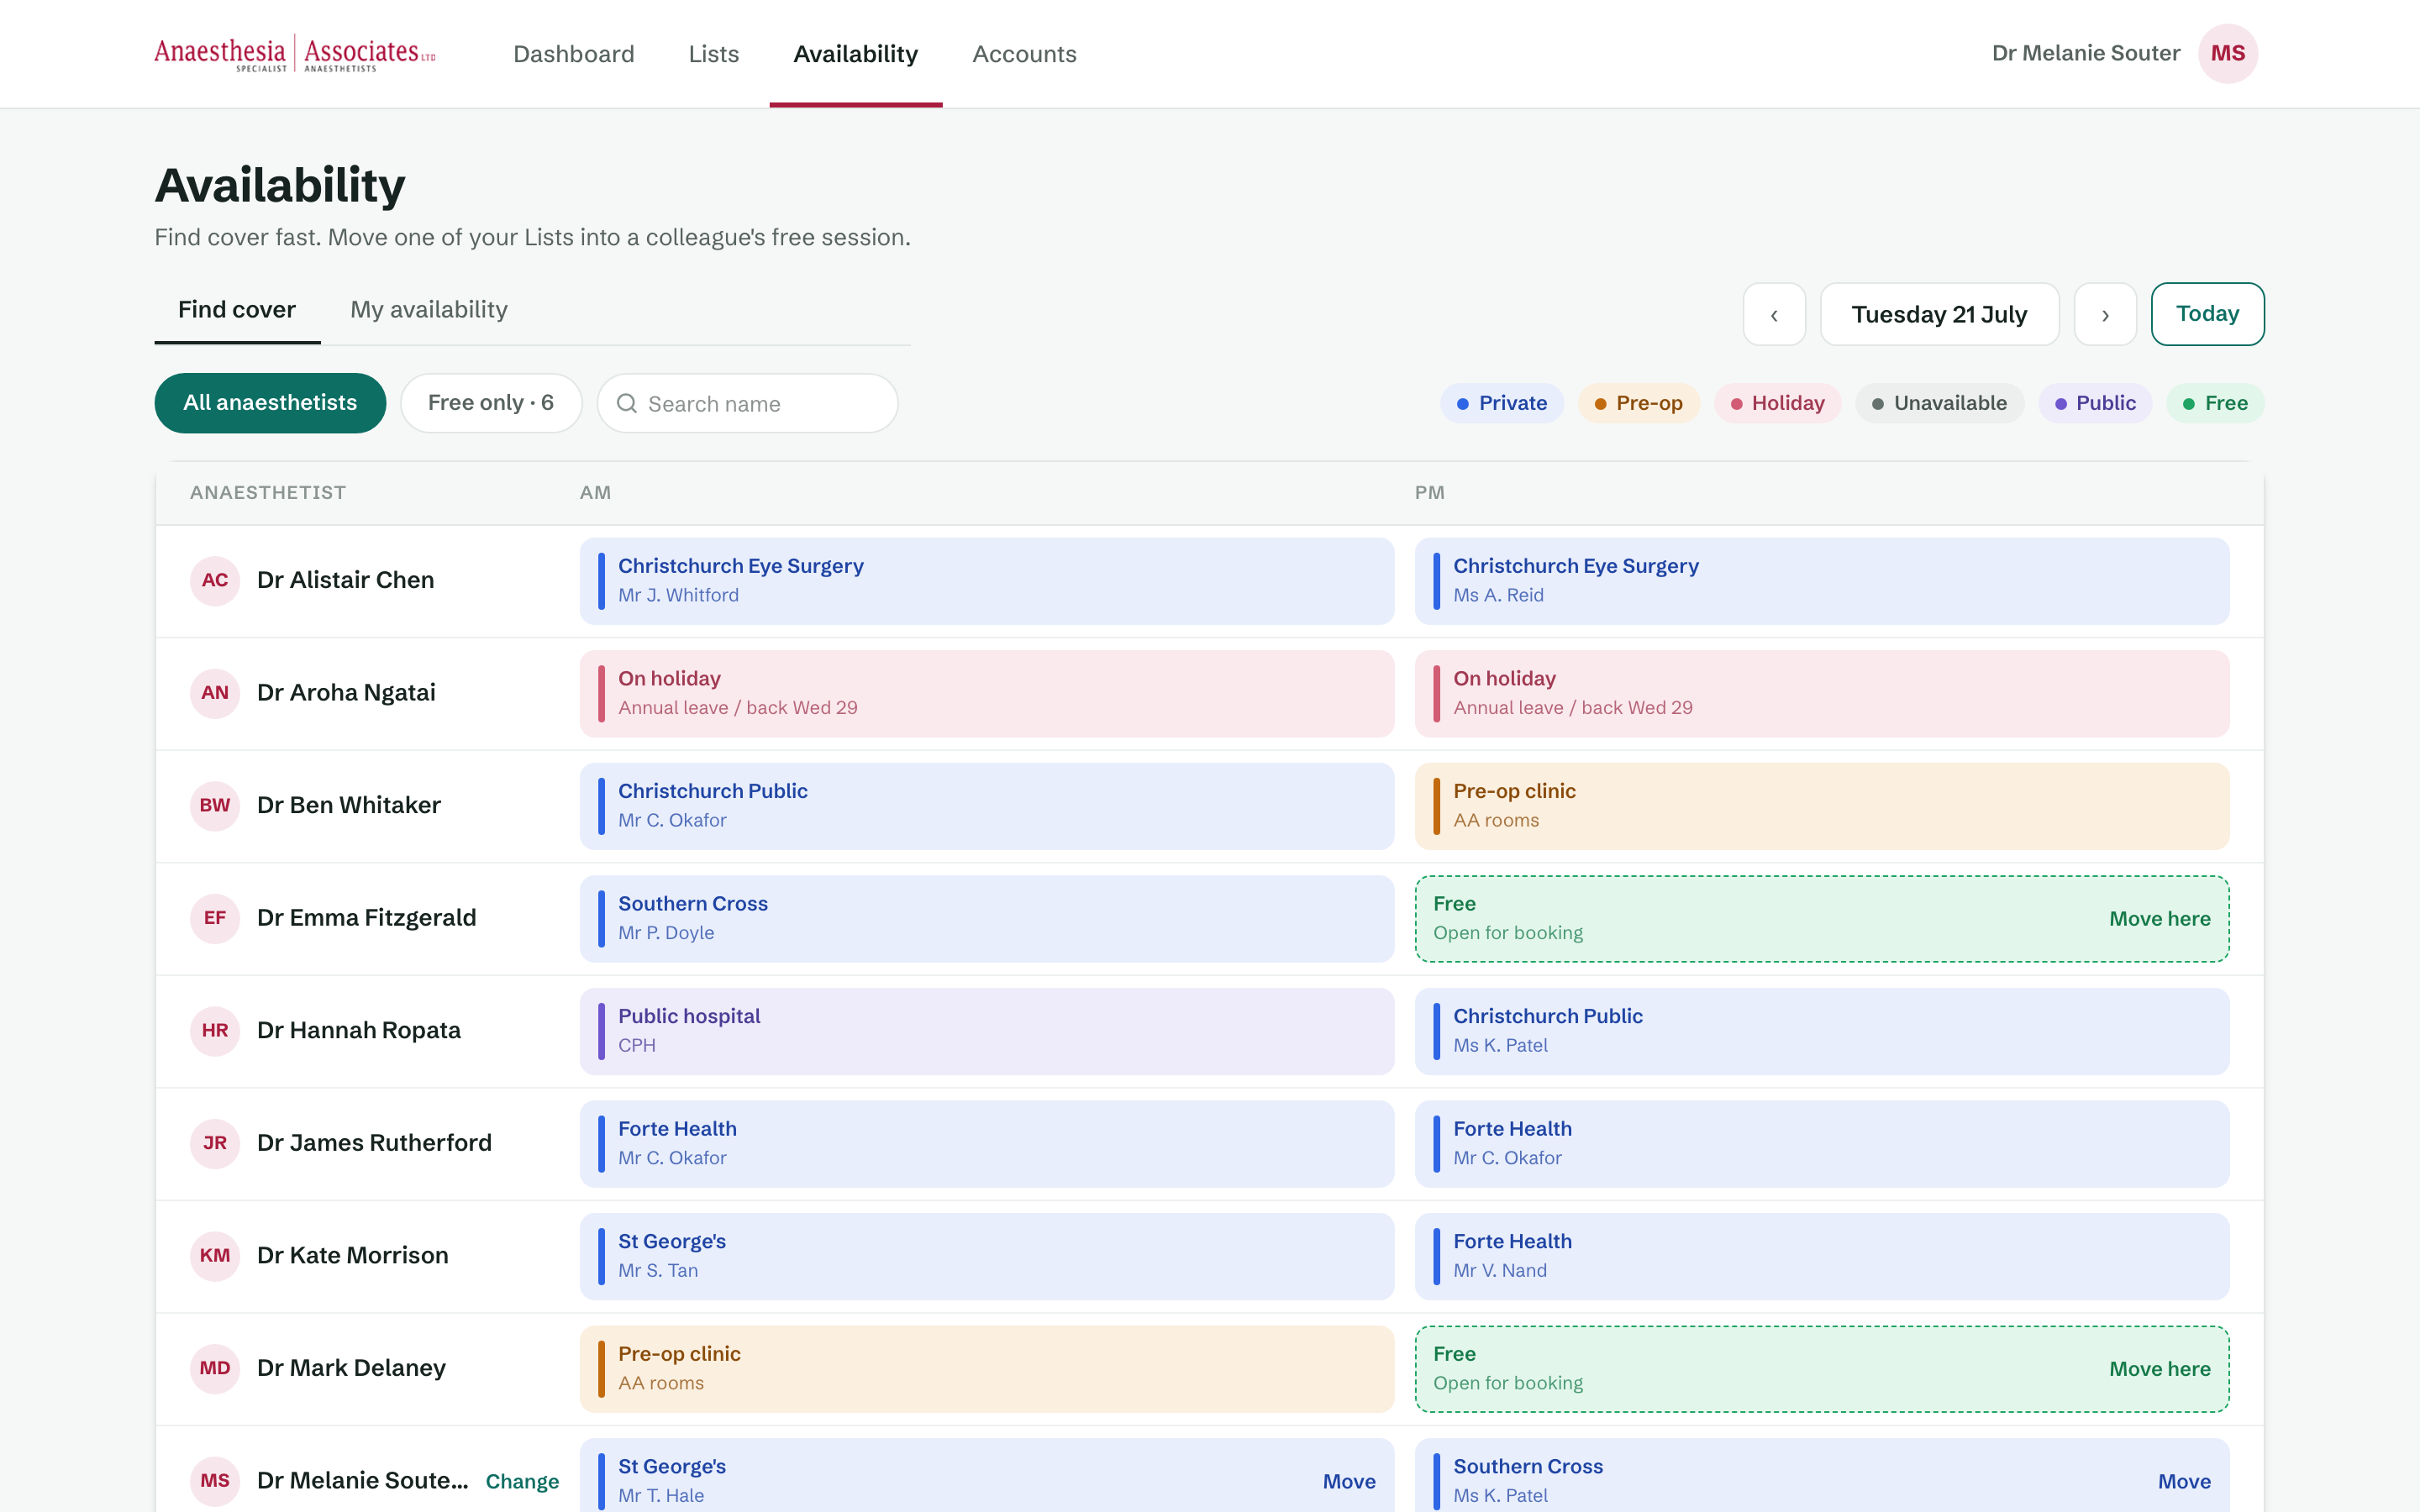 Anaesthesia | Associates LTD
SPECIALIST ANAESTHETISTS
Dashboard Lists Availability Accounts
Dr Melanie Souter MS
Availability
Find cover fast. Move one of your Lists into a colleague's free session.
Find cover My availability
‹ Tuesday 21 July › Today
All anaesthetists Free only · 6 Search name
Private Pre-op Holiday Unavailable Public Free
ANAESTHETIST AM PM
AC Dr Alistair Chen
Christchurch Eye Surgery
Mr J. Whitford
Christchurch Eye Surgery
Ms A. Reid
AN Dr Aroha Ngatai
On holiday
Annual leave / back Wed 29
On holiday
Annual leave / back Wed 29
BW Dr Ben Whitaker
Christchurch Public
Mr C. Okafor
Pre-op clinic
AA rooms
EF Dr Emma Fitzgerald
Southern Cross
Mr P. Doyle
Free
Open for booking
Move here
HR Dr Hannah Ropata
Public hospital
CPH
Christchurch Public
Ms K. Patel
JR Dr James Rutherford
Forte Health
Mr C. Okafor
Forte Health
Mr C. Okafor
KM Dr Kate Morrison
St George's
Mr S. Tan
Forte Health
Mr V. Nand
MD Dr Mark Delaney
Pre-op clinic
AA rooms
Free
Open for booking
Move here
MS Dr Melanie Soute... Change
St George's
Mr T. Hale
Move
Southern Cross
Ms K. Patel
Move